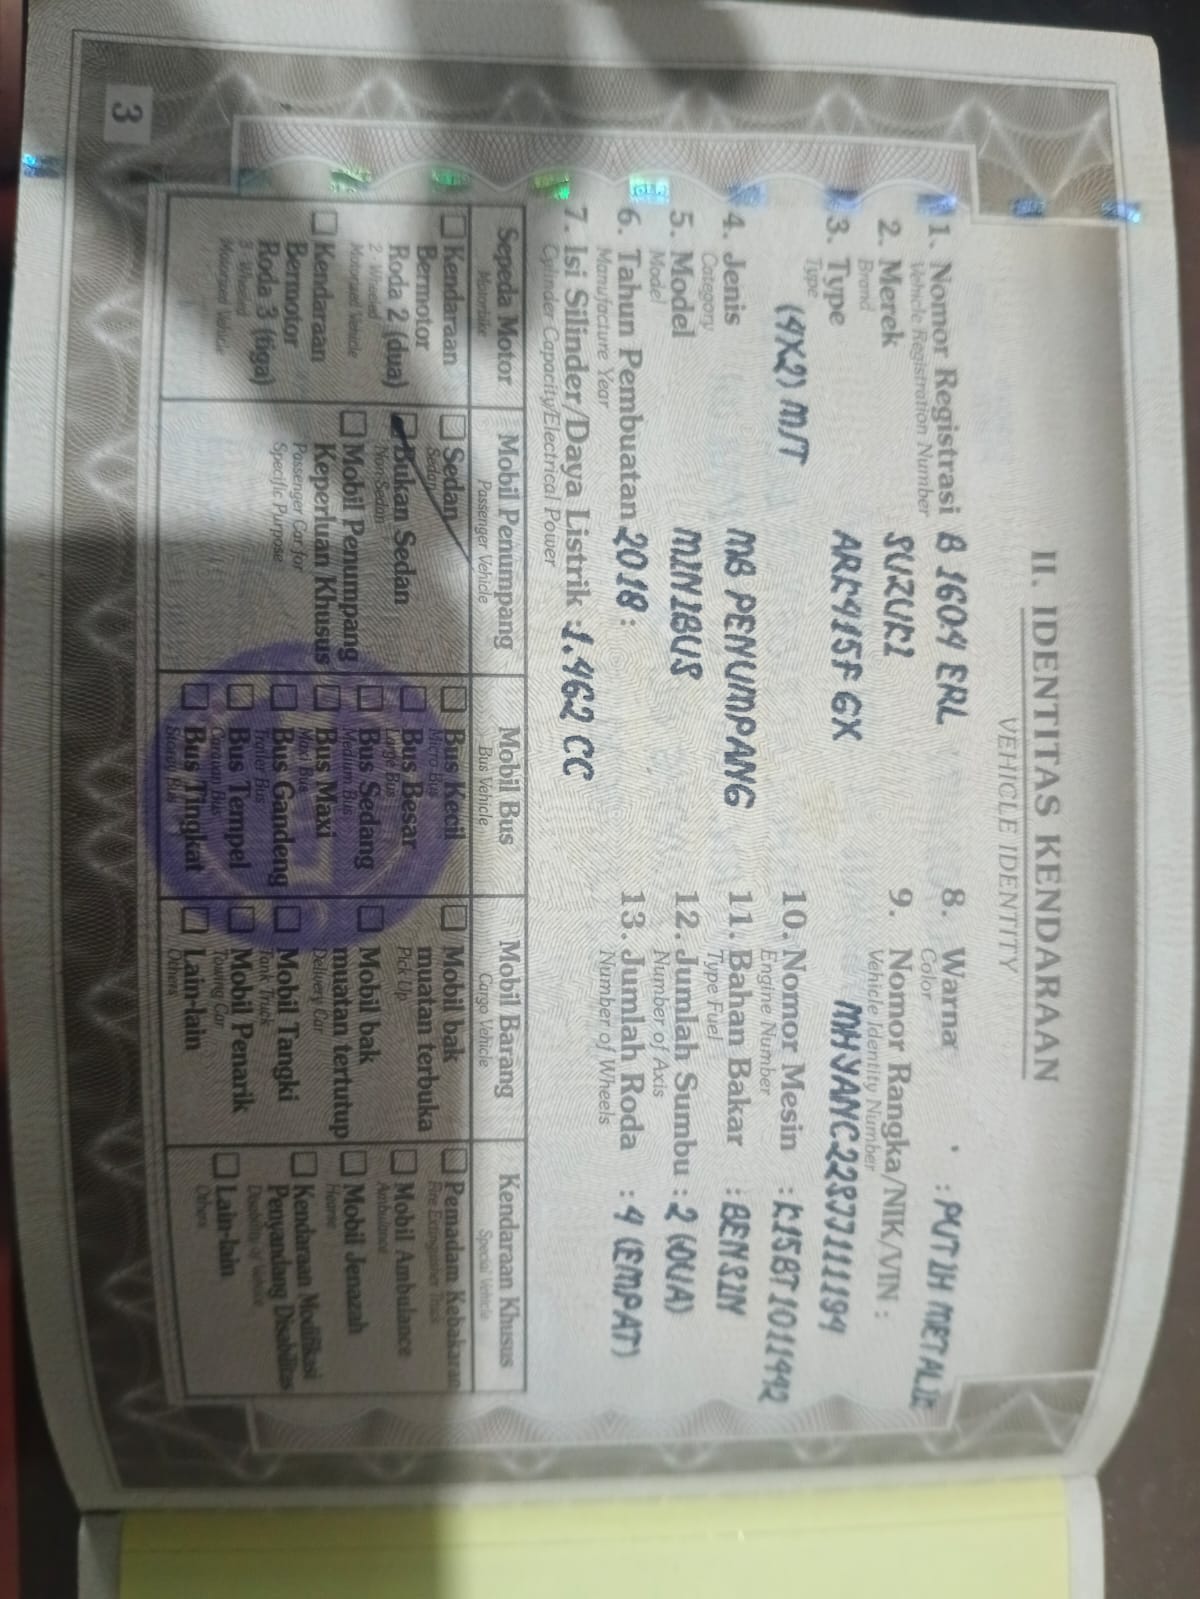 II. IDENTITAS KENDARAAN
VEHICLE IDENTITY
1. Nomor Registrasi B 1604 ERL
Vehicle Registration Number
2. Merek SUZUKI
Brand
3. Type ARK415F GX
Type
(4X2) M/T
4. Jenis MB PENUMPANG
Category
5. Model MINIBUS
Model
6. Tahun Pembuatan 2018 :
Manufacture Year
7. Isi Silinder/Daya Listrik : 1.462 CC
Cylinder Capacity/Electrical Power
8. Warna : PUTIH METALIK
Color
9. Nomor Rangka/NIK/VIN :
Vehicle Identity Number
MHYANC22SJJ111194
10. Nomor Mesin : K15BT1011442
Engine Number
11. Bahan Bakar : BENSIN
Type Fuel
12. Jumlah Sumbu : 2 (DUA)
Number of Axis
13. Jumlah Roda : 4 (EMPAT)
Number of Wheels
Sepeda Motor
Motorbike
Kendaraan
Bermotor
Roda 2 (dua)
2 Wheeled
Motorized Vehicle
Kendaraan
Bermotor
Roda 3 (tiga)
3 Wheeled
Motorized Vehicle
Mobil Penumpang
Passenger Vehicle
Sedan
Sedan
Bukan Sedan
Non-Sedan
Mobil Penumpang
Keperluan Khusus
Passenger Car for
Specific Purpose
Mobil Bus
Bus Vehicle
Bus Kecil
Micro Bus
Bus Besar
Large Bus
Bus Sedang
Medium Bus
Bus Maxi
Maxi Bus
Bus Gandeng
Trailer Bus
Bus Tempel
Caravan Bus
Bus Tingkat
Mobil Barang
Cargo Vehicle
Mobil bak
muatan terbuka
Pick Up
Mobil bak
muatan tertutup
Delivery Car
Mobil Tangki
Tank Truck
Mobil Penarik
Towing Car
Lain-lain
Others
Kendaraan Khusus
Special Vehicle
Pemadam Kebakaran
Fire Extinguisher Truck
Mobil Ambulance
Ambulance
Mobil Jenazah
Hearse
Kendaraan Modifikasi
Penyandang Disabilitas
Lain-lain
Others
3